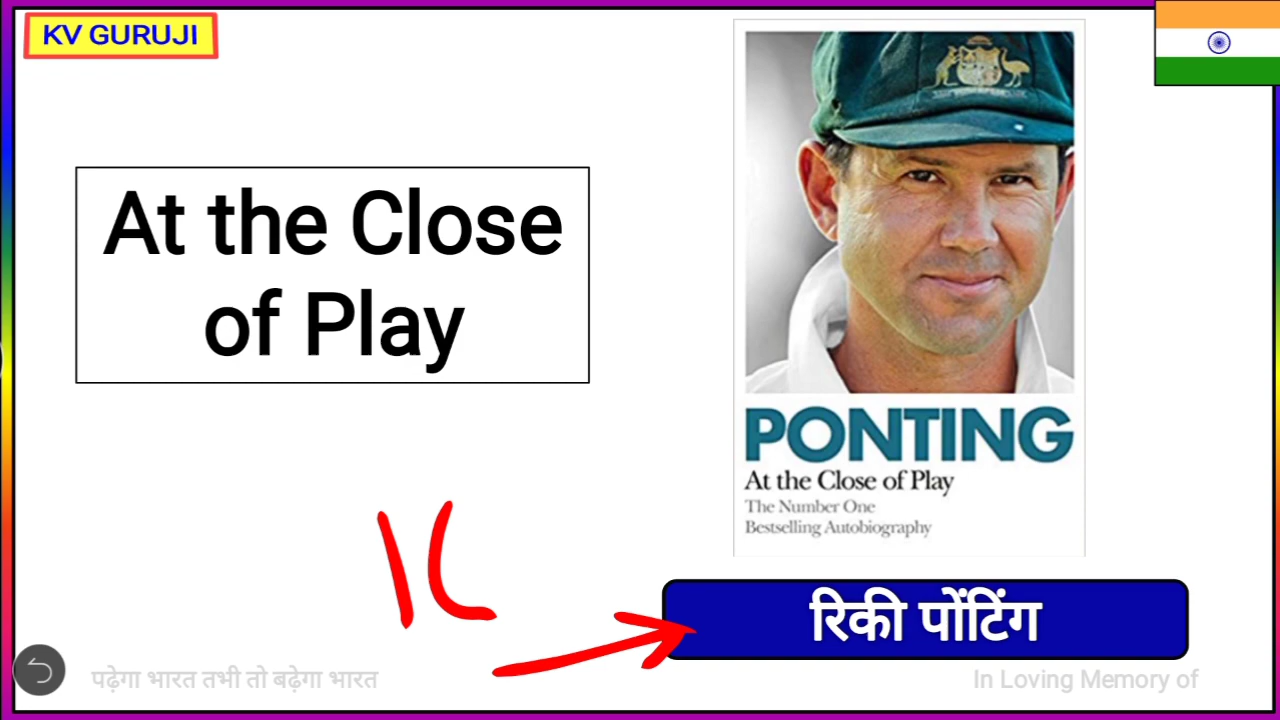 KV GURUJI
At the Close
of Play
PONTING
At the Close of Play
The Number One
Bestselling Autobiography
रिकी पोंटिंग
पढ़ेगा भारत तभी तो बढ़ेगा भारत
In Loving Memory of